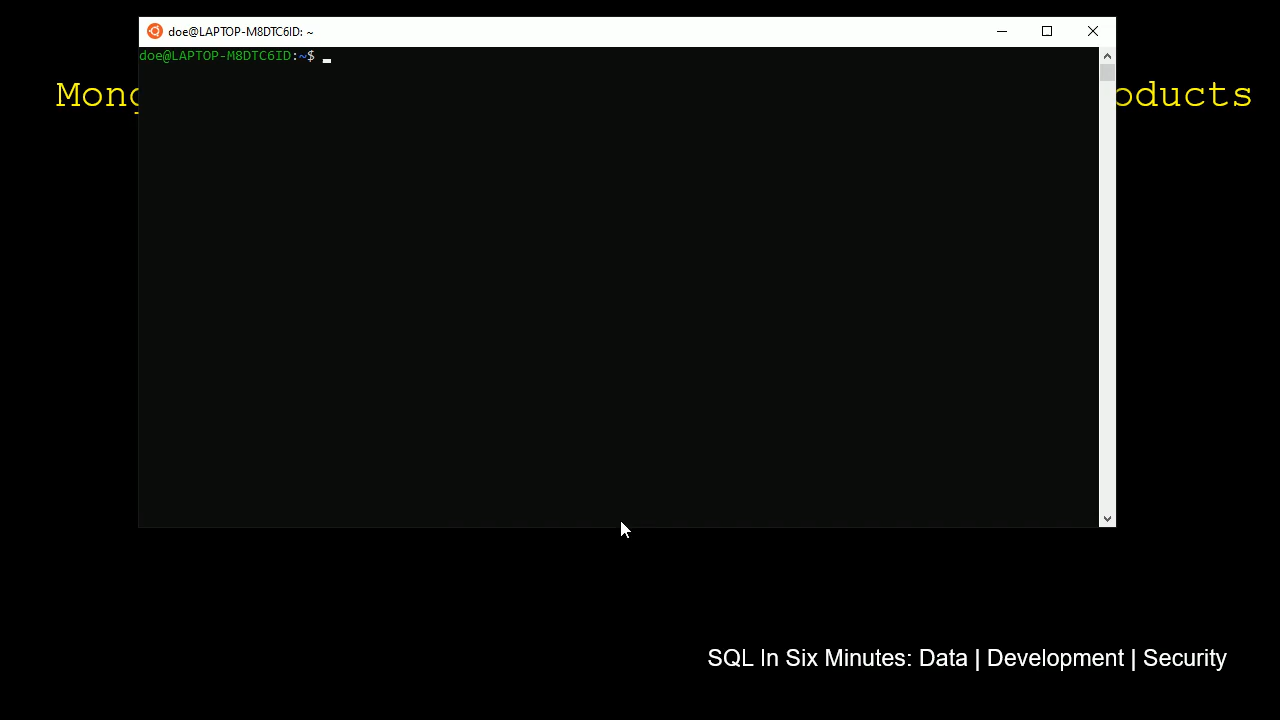 doe@LAPTOP-M8DTC6ID: ~
doe@LAPTOP-M8DTC6ID:~$
oducts
SQL In Six Minutes: Data | Development | Security